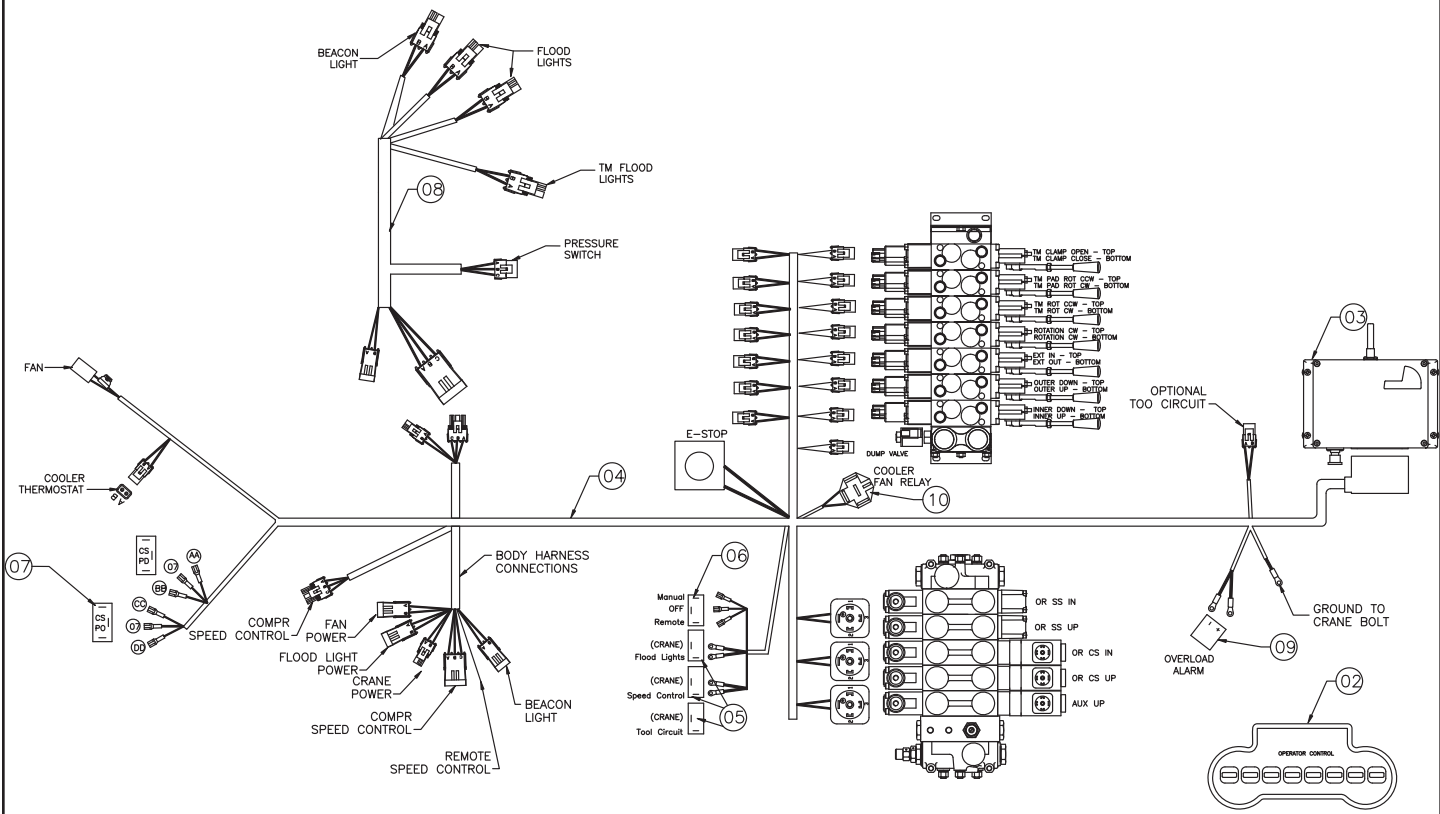 BEACON
LIGHT
FLOOD
LIGHTS
TM FLOOD
LIGHTS
08
PRESSURE
SWITCH
TM CLAMP OPEN - TOP
TM CLAMP CLOSE - BOTTOM
TM PAD ROT CCW - TOP
TM PAD ROT CW - BOTTOM
TM ROT CCW - TOP
TM ROT CW - BOTTOM
ROTATION CW - TOP
ROTATION CW - BOTTOM
EXT IN - TOP
EXT OUT - BOTTOM
OUTER DOWN - TOP
OUTER UP - BOTTOM
INNER DOWN - TOP
INNER UP - BOTTOM
DUMP VALVE
03
FAN
OPTIONAL
TOO CIRCUIT
E-STOP
COOLER
FAN RELAY
10
COOLER
THERMOSTAT
A
B
04
07
CS
PD
CS
PO
AA
07
BB
CC
07
DD
BODY HARNESS
CONNECTIONS
COMPR
SPEED CONTROL
FAN
POWER
FLOOD LIGHT
POWER
CRANE
POWER
COMPR
SPEED CONTROL
REMOTE
SPEED CONTROL
BEACON
LIGHT
06
Manual
OFF
Remote
(CRANE)
Flood Lights
(CRANE)
Speed Control
(CRANE)
Tool Circuit
05
OR SS IN
OR SS UP
OR CS IN
OR CS UP
AUX UP
GROUND TO
CRANE BOLT
- +
09
OVERLOAD
ALARM
02
OPERATOR CONTROL